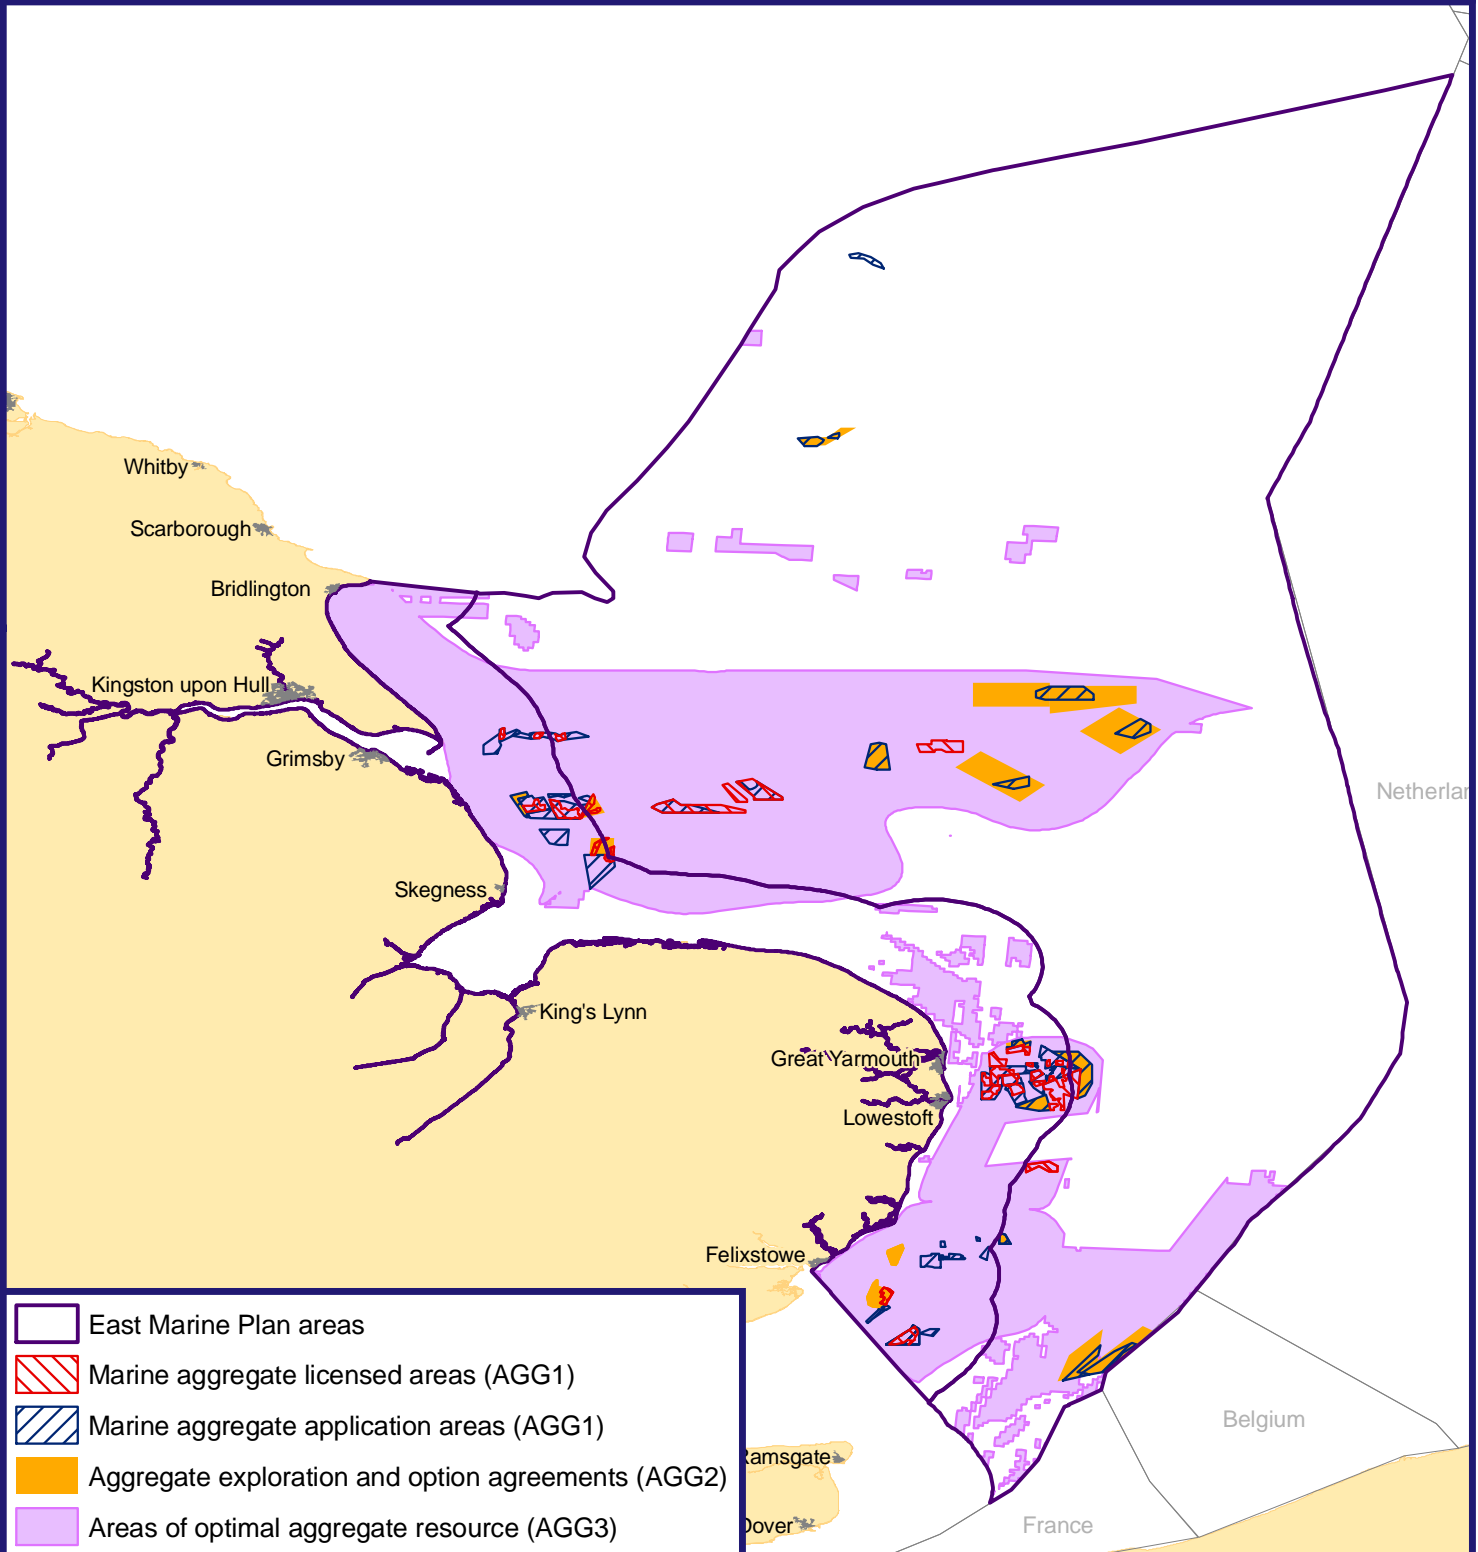 Whitby
Scarborough
Bridlington
Kingston upon Hull
Grimsby
Netherlar
Skegness
King's Lynn
Great Yarmouth
Lowestoft
Felixstowe
East Marine Plan areas
Marine aggregate licensed areas (AGG1)
Marine aggregate application areas (AGG1)
Belgium
Ramsgate
Aggregate exploration and option agreements (AGG2)
Areas of optimal aggregate resource (AGG3)
Dover
France